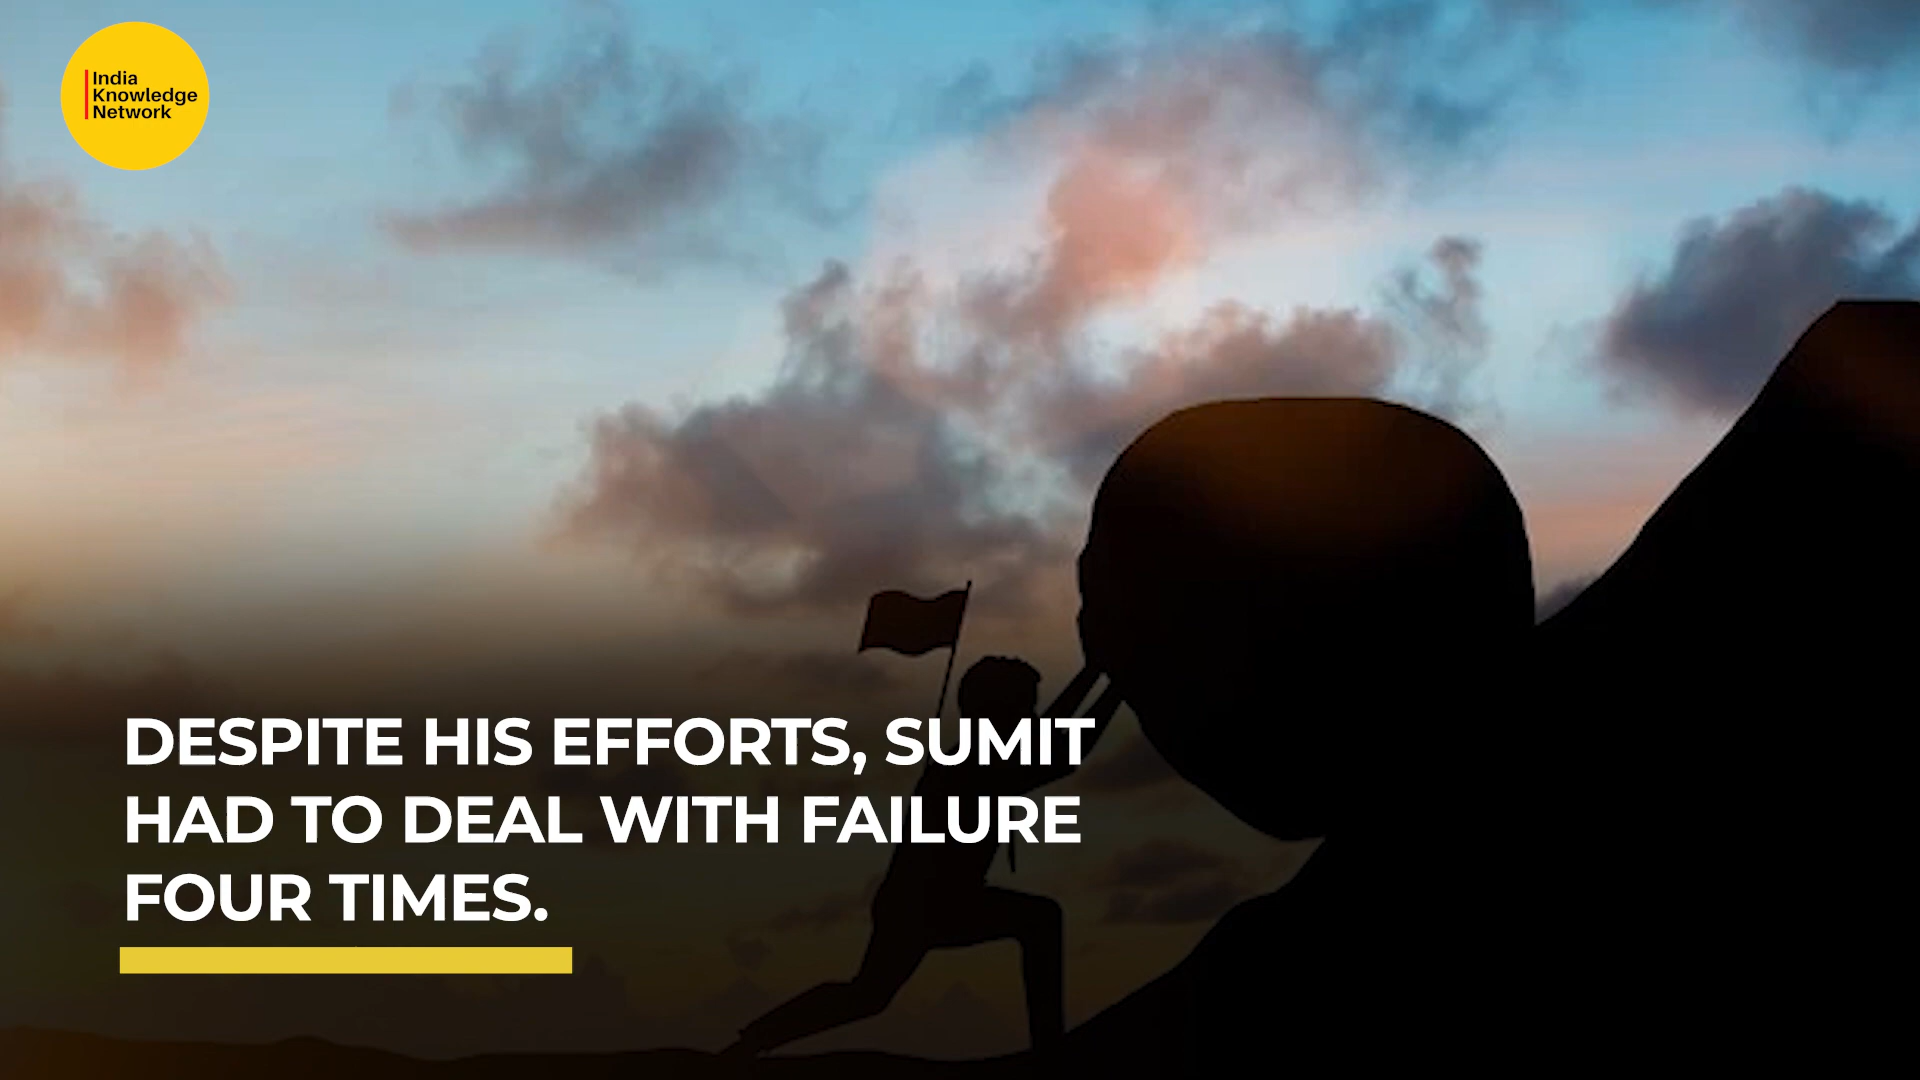 India
Knowledge
Network
DESPITE HIS EFFORTS, SUMIT
HAD TO DEAL WITH FAILURE
FOUR TIMES.